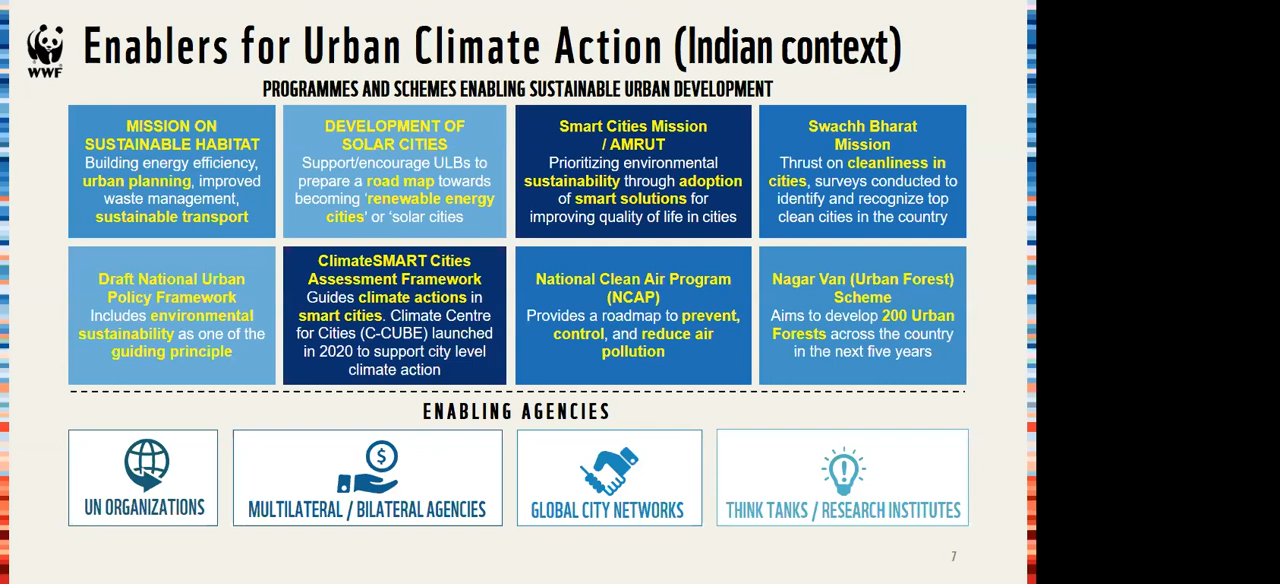 Enablers for Urban Climate Action (Indian context)
WWF
PROGRAMMES AND SCHEMES ENABLING SUSTAINABLE URBAN DEVELOPMENT
MISSION ON
SUSTAINABLE HABITAT
Building energy efficiency,
urban planning, improved
waste management,
sustainable transport
DEVELOPMENT OF
SOLAR CITIES
Support/encourage ULBs to
prepare a road map towards
becoming 'renewable energy
cities' or 'solar cities
Smart Cities Mission
/ AMRUT
Prioritizing environmental
sustainability through adoption
of smart solutions for
improving quality of life in cities
Swachh Bharat
Mission
Thrust on cleanliness in
cities, surveys conducted to
identify and recognize top
clean cities in the country
Draft National Urban
Policy Framework
Includes environmental
sustainability as one of the
guiding principle
ClimateSMART Cities
Assessment Framework
Guides climate actions in
smart cities. Climate Centre
for Cities (C-CUBE) launched
in 2020 to support city level
climate action
National Clean Air Program
(NCAP)
Provides a roadmap to prevent,
control, and reduce air
pollution
Nagar Van (Urban Forest)
Scheme
Aims to develop 200 Urban
Forests across the country
in the next five years
ENABLING AGENCIES
UN ORGANIZATIONS
$
MULTILATERAL / BILATERAL AGENCIES
GLOBAL CITY NETWORKS
THINK TANKS / RESEARCH INSTITUTES
7